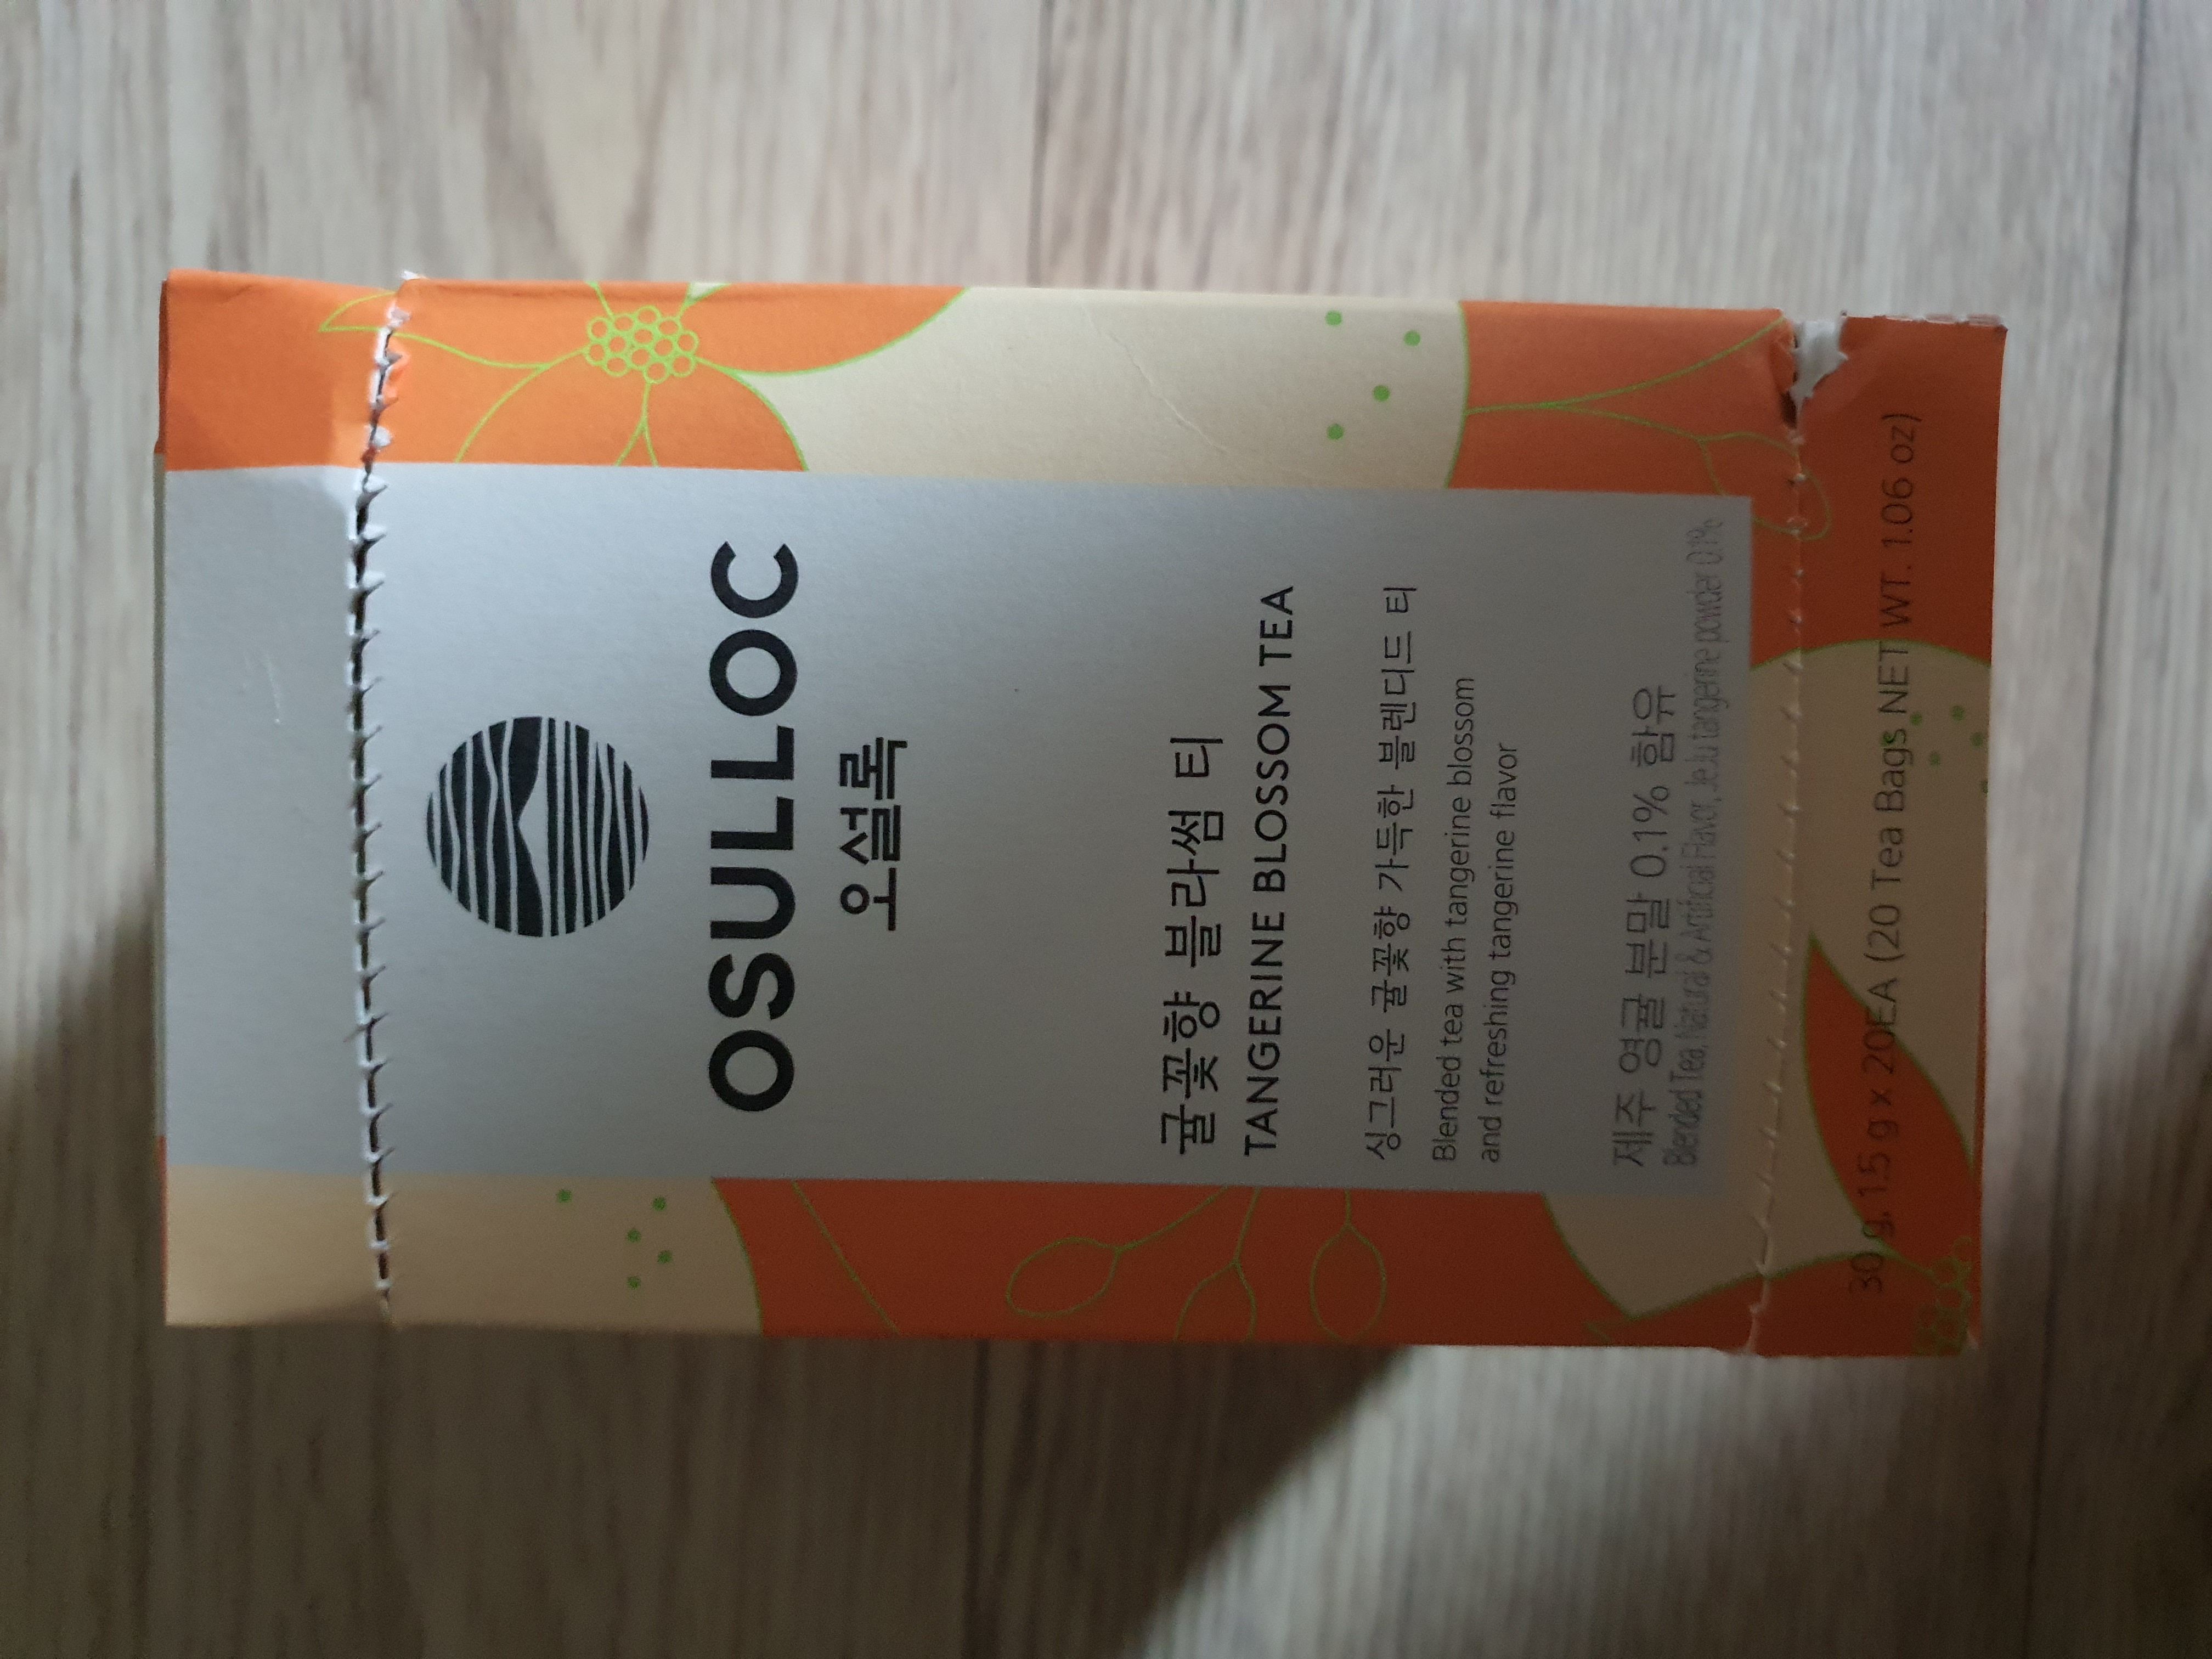 OSULLOC
오설록
귤꽃향 블라썸 티
TANGERINE BLOSSOM TEA
싱그러운 귤꽃향 가득한 블렌디드 티
Blended tea with tangerine blossom
and refreshing tangerine flavor
제주 영귤 분말 0.1% 함유
Blended Tea, Natural & Artificial Flavor, Jeju tangerine powder 0.1%
30 g, 1.5 g x 20EA (20 Tea Bags NET WT. 1.06 oz)